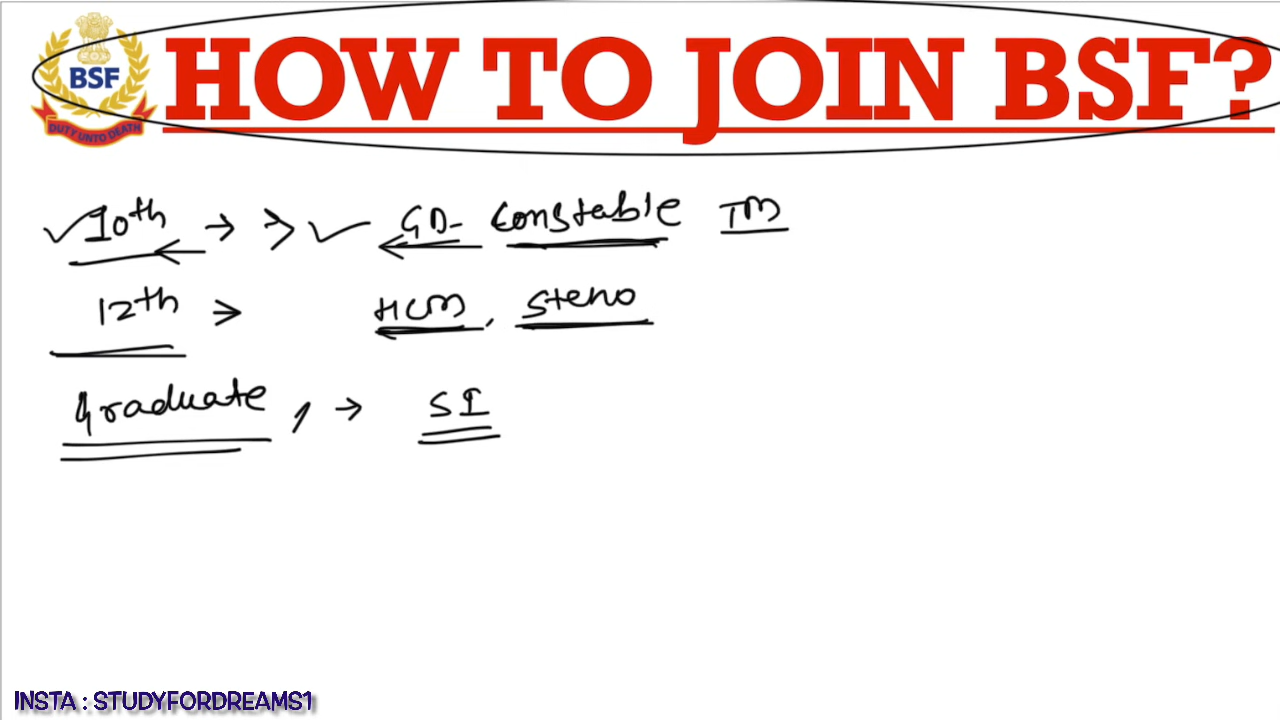 BSF
DUTY UNTO DEATH
HOW TO JOIN BSF?
10th → > GD- Constable TM
12th → HCM, Steno
Graduate, → SI
INSTA : STUDYFORDREAMS1